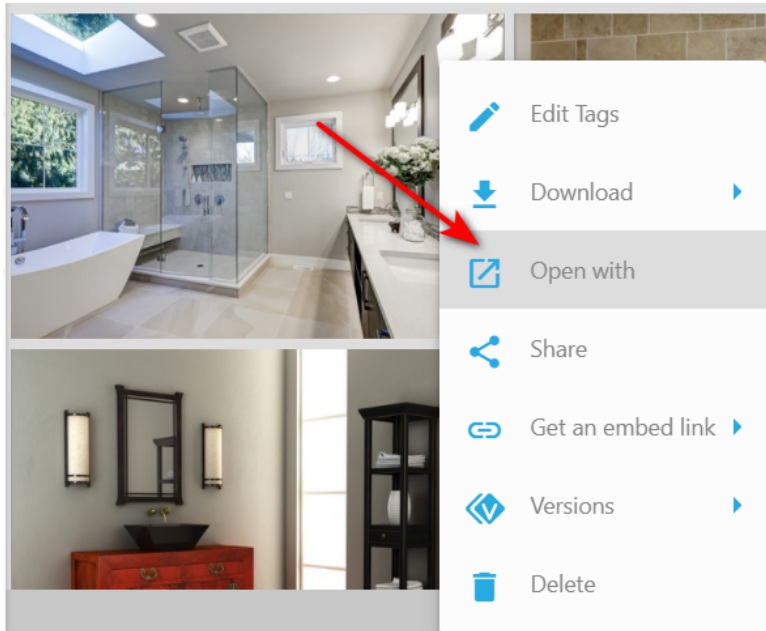 Edit Tags
Download
Open with
Share
Get an embed link
Versions
Delete